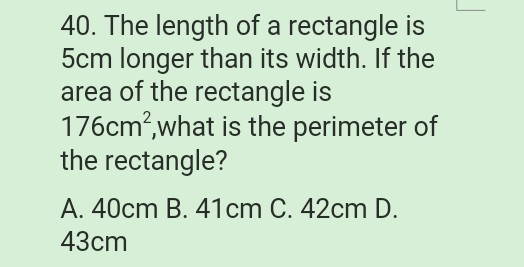 40. The length of a rectangle is
5cm longer than its width. If the
area of the rectangle is
176cm²,what is the perimeter of
the rectangle?
A. 40cm B. 41cm C. 42cm D.
43cm